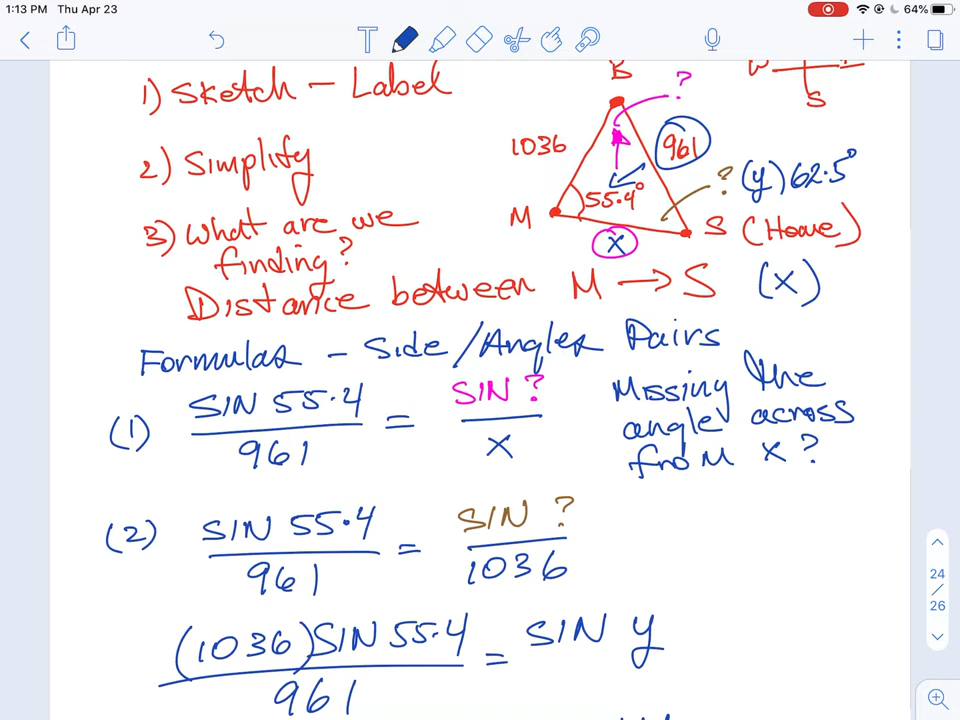 1:13 PM Thu Apr 23
64%
1) Sketch - Label
B
?
S
1036
961
2) Simplify
55.4°
? (y) 62.5°
M
S (Home)
X
3) What are we
finding?
Distance between M → S (x)
Formulas - Side/Angles Pairs
(1) SIN 55.4 / 961 = SIN ? / X
Missing the
angle across
from X ?
(2) SIN 55.4 / 961 = SIN ? / 1036
(1036) SIN 55.4 / 961 = SIN y
24
/
26